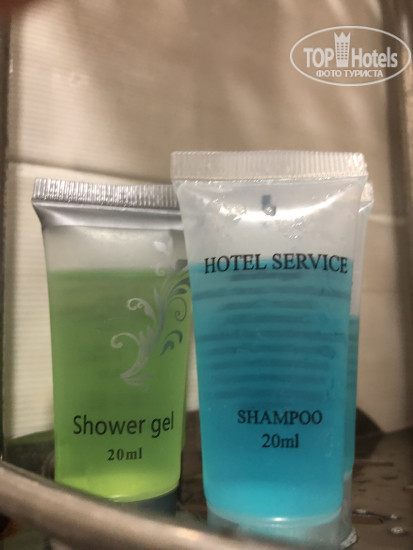 TOP Hotels
ФОТО ТУРИСТА
HOTEL SERVICE
SHAMPOO
20ml
Shower gel
20ml